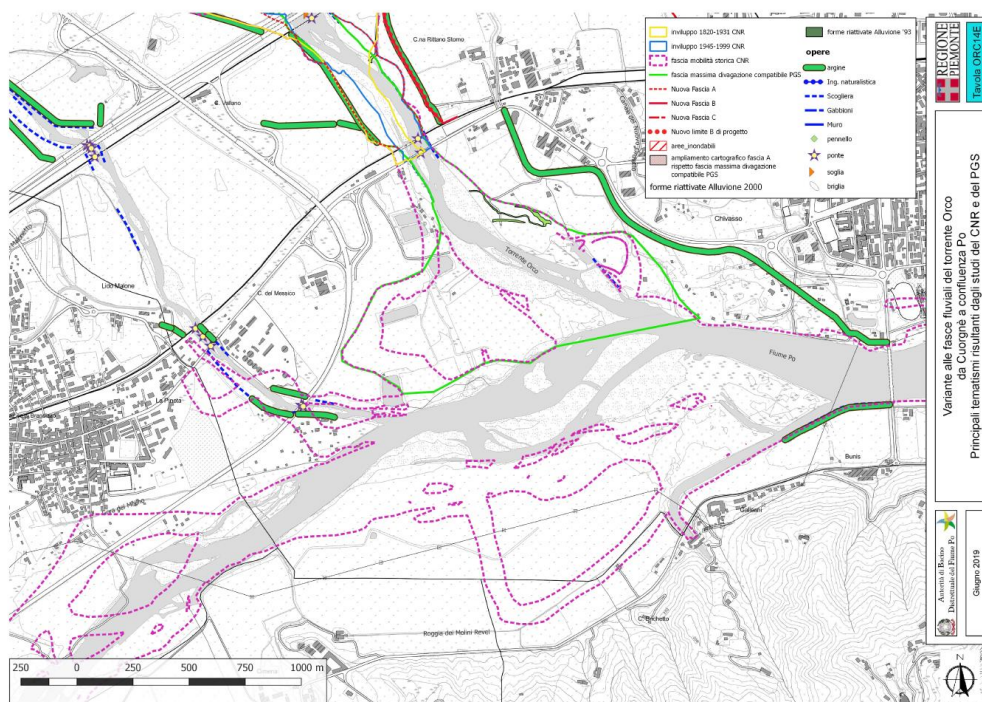 inviluppo 1820-1931 CNR
inviluppo 1945-1999 CNR
fascia mobilità storica CNR
fascia massima divagazione compatibile PGS
Nuova Fascia A
Nuova Fascia B
Nuova Fascia C
Nuovo limite B di progetto
aree_inondabili
ampliamento cartografico fascia A
rispetto fascia massima divagazione
compatibile PGS
forme riattivate Alluvione 2000
forme riattivate Alluvione '93
opere
argine
Ing. naturalistica
Scogliera
Gabbioni
Muro
pennello
ponte
soglia
briglia
REGIONE
PIEMONTE
Tavola ORC14E
Variante alle fasce fluviali del torrente Orco
da Cuorgnè a confluenza Po
Principali tematismi risultanti dagli studi del CNR e del PGS
Autorità di Bacino
Distrettuale del Fiume Po
Giugno 2019
C.na Rittano Stomo
Chivasso
Torrente Orco
Lido Malone
C. del Messico
Fiume Po
La Pinota
Bunis
C. Brichetto
Roggia dei Molini Revel
250 0 250 500 750 1000 m
Z